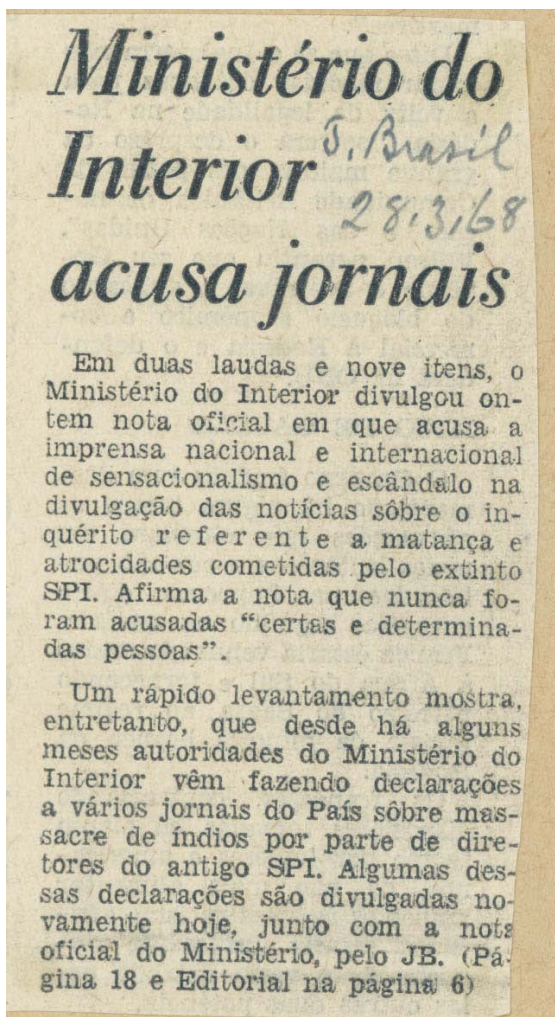 Ministério do
Interior
J. Brasil
28.3.68
acusa jornais
Em duas laudas e nove itens, o
Ministério do Interior divulgou on-
tem nota oficial em que acusa a
imprensa nacional e internacional
de sensacionalismo e escândalo na
divulgação das notícias sôbre o in-
quérito referente a matança e
atrocidades cometidas pelo extinto
SPI. Afirma a nota que nunca fo-
ram acusadas “certas e determina-
das pessoas”.
Um rápido levantamento mostra,
entretanto, que desde há alguns
meses autoridades do Ministério do
Interior vêm fazendo declarações
a vários jornais do País sôbre mas-
sacre de índios por parte de dire-
tores do antigo SPI. Algumas des-
sas declarações são divulgadas no-
vamente hoje, junto com a nota
oficial do Ministério, pelo JB. (Pá-
gina 18 e Editorial na página 6)